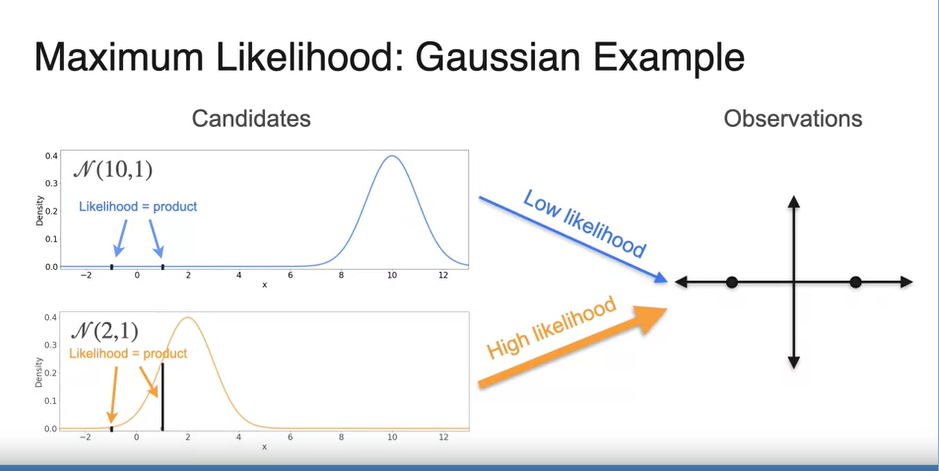 Maximum Likelihood: Gaussian Example
Candidates
Observations
𝒩(10,1)
Likelihood = product
Density
0.4
0.3
0.2
0.1
0.0
−2 0 2 4 6 8 10 12
x
Low likelihood
𝒩(2,1)
Likelihood = product
Density
0.4
0.3
0.2
0.1
0.0
−2 0 2 4 6 8 10 12
x
High likelihood